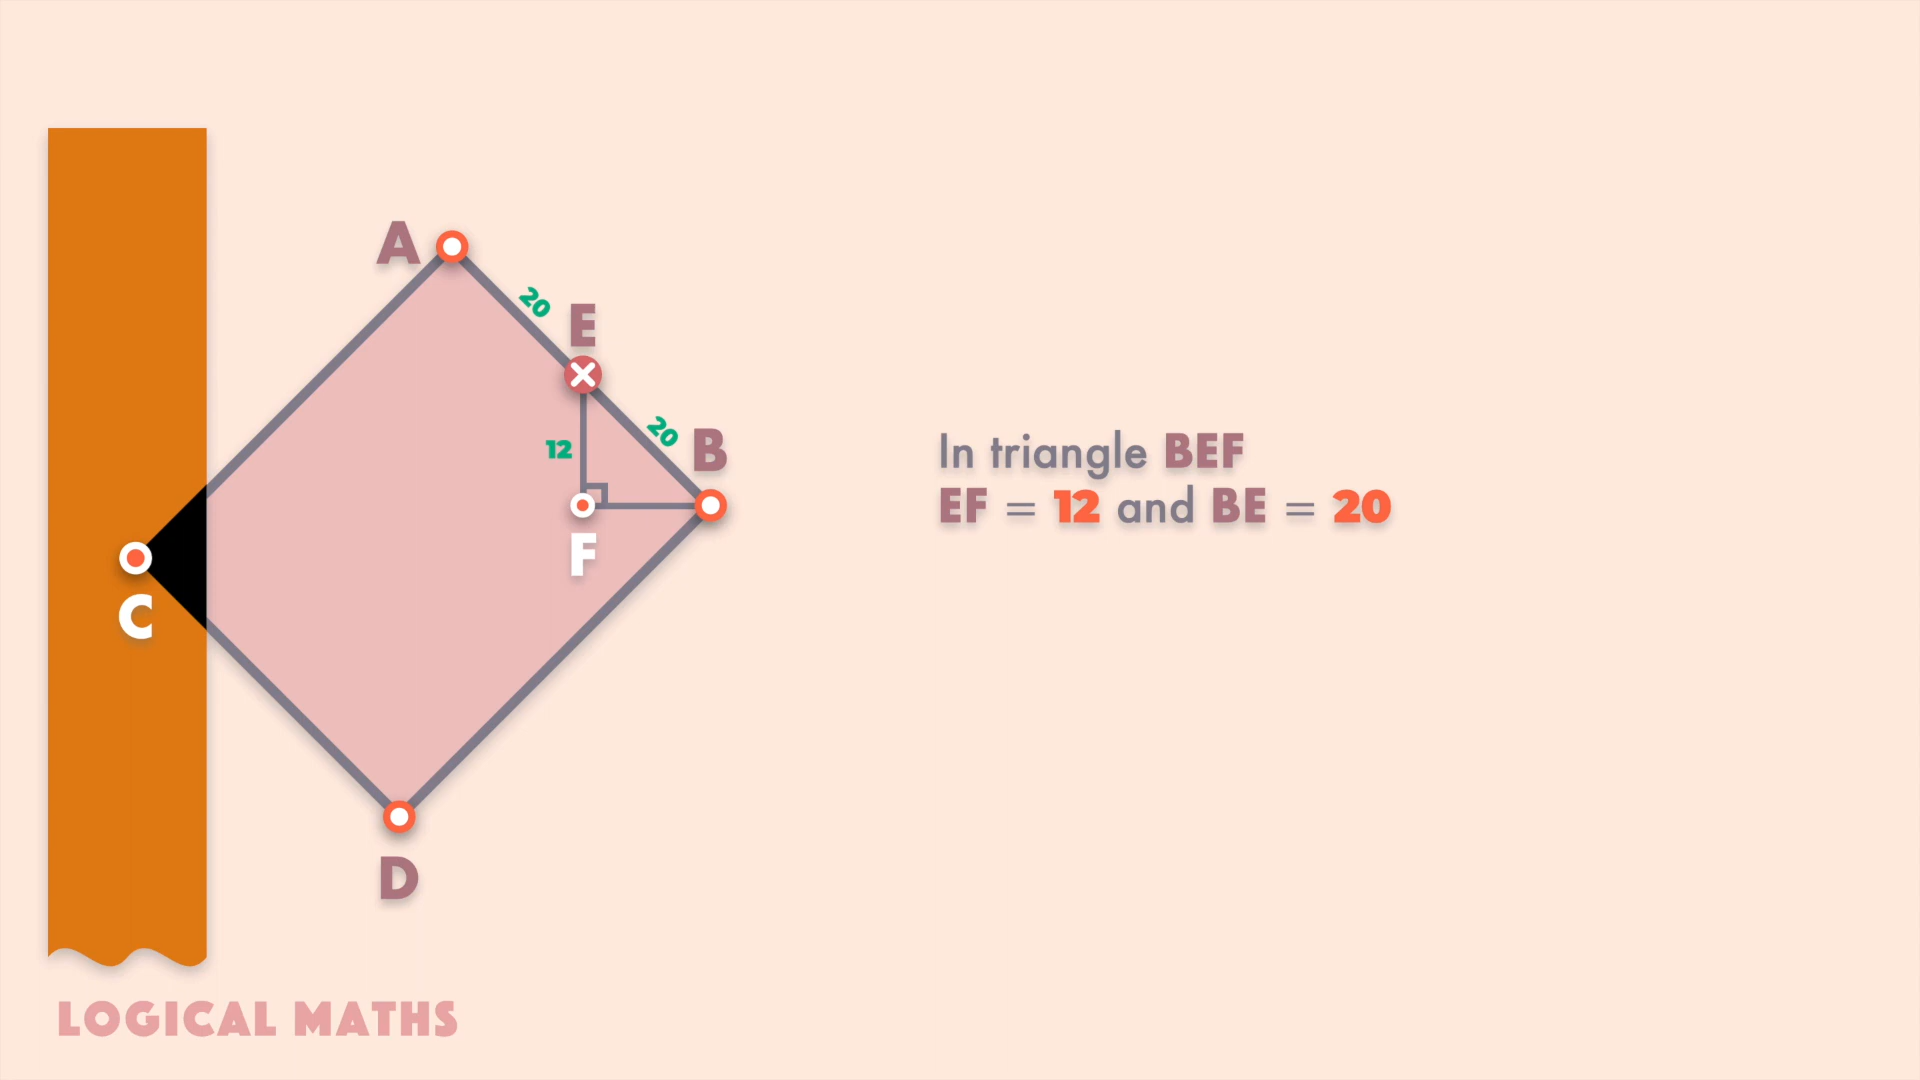 A
20
E
20
B
12
F
C
D
In triangle BEF
EF = 12 and BE = 20
LOGICAL MATHS